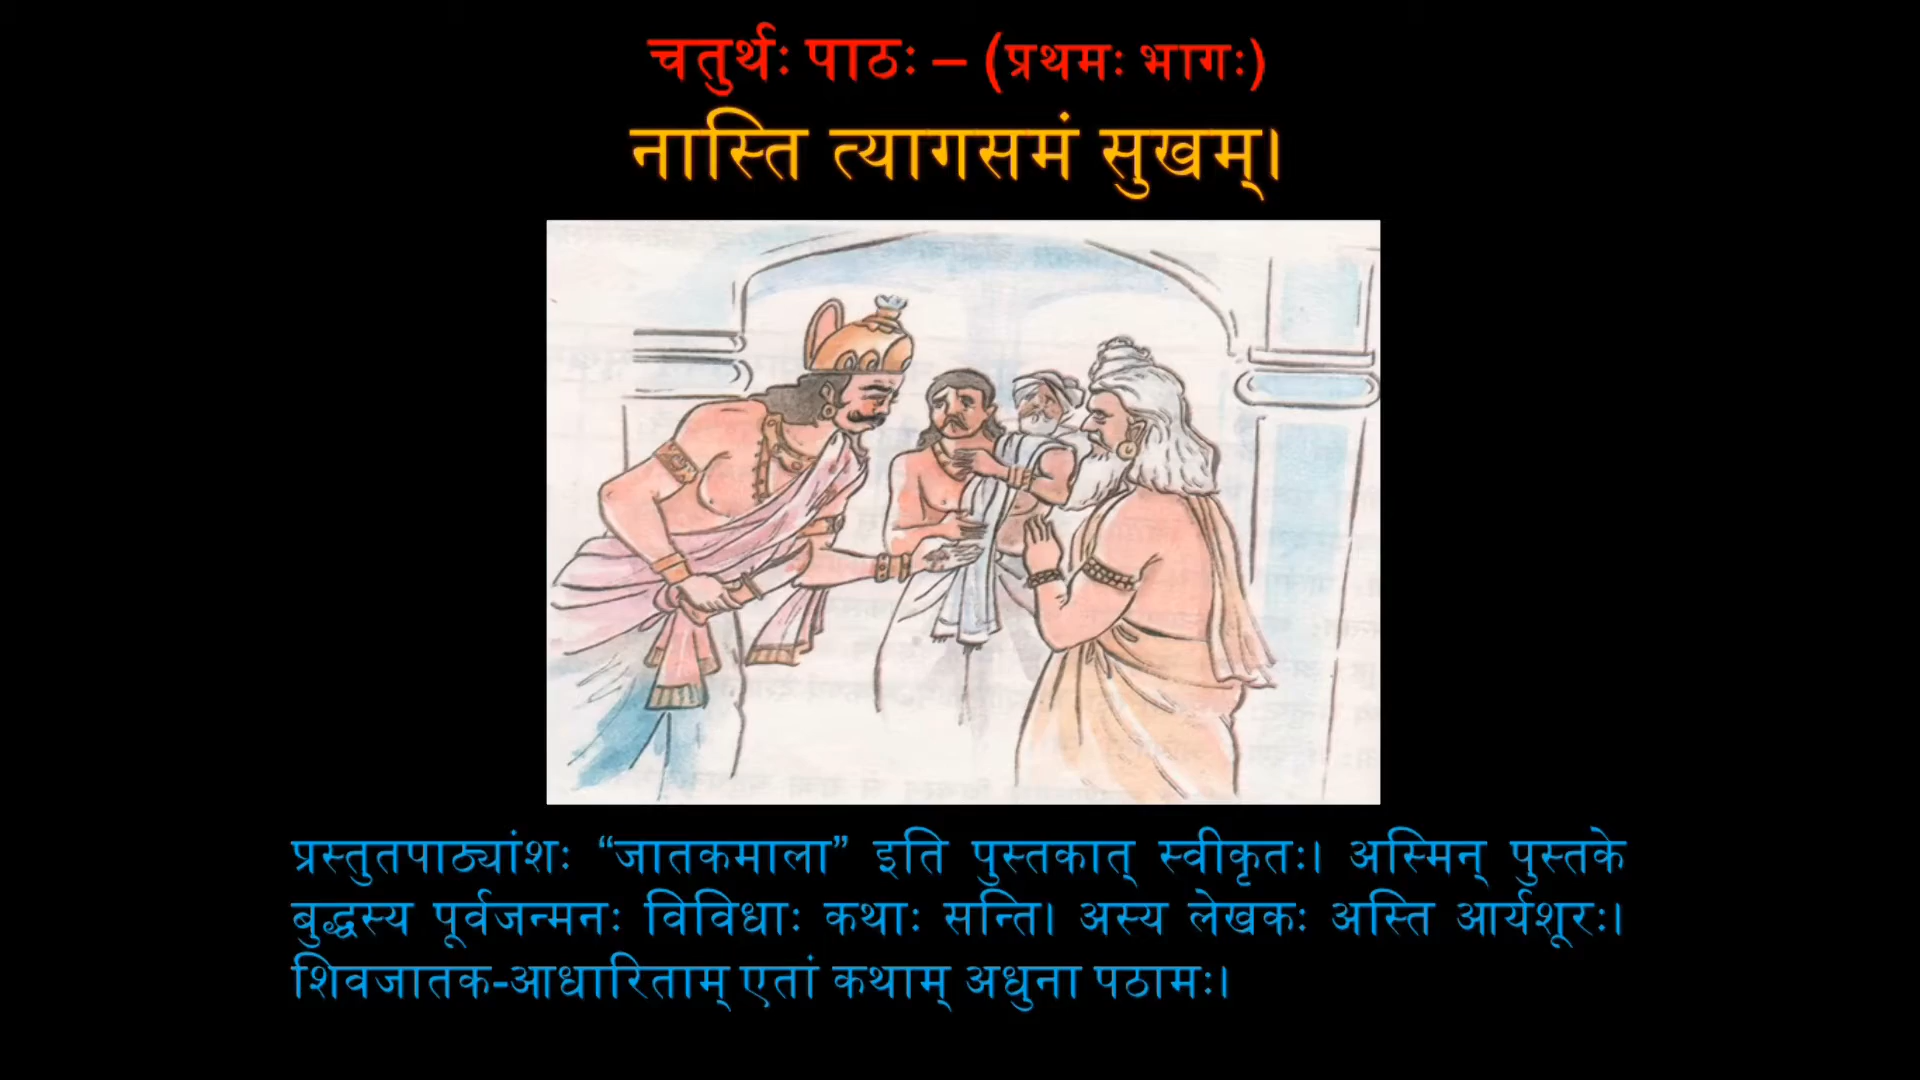 चतुर्थः पाठः – (प्रथमः भागः)
नास्ति त्यागसमं सुखम्।
प्रस्तुतपाठ्यांशः “जातकमाला” इति पुस्तकात् स्वीकृतः। अस्मिन् पुस्तके
बुद्धस्य पूर्वजन्मनः विविधाः कथाः सन्ति। अस्य लेखकः अस्ति आर्यशूरः।
शिवजातक-आधारिताम् एतां कथाम् अधुना पठामः।